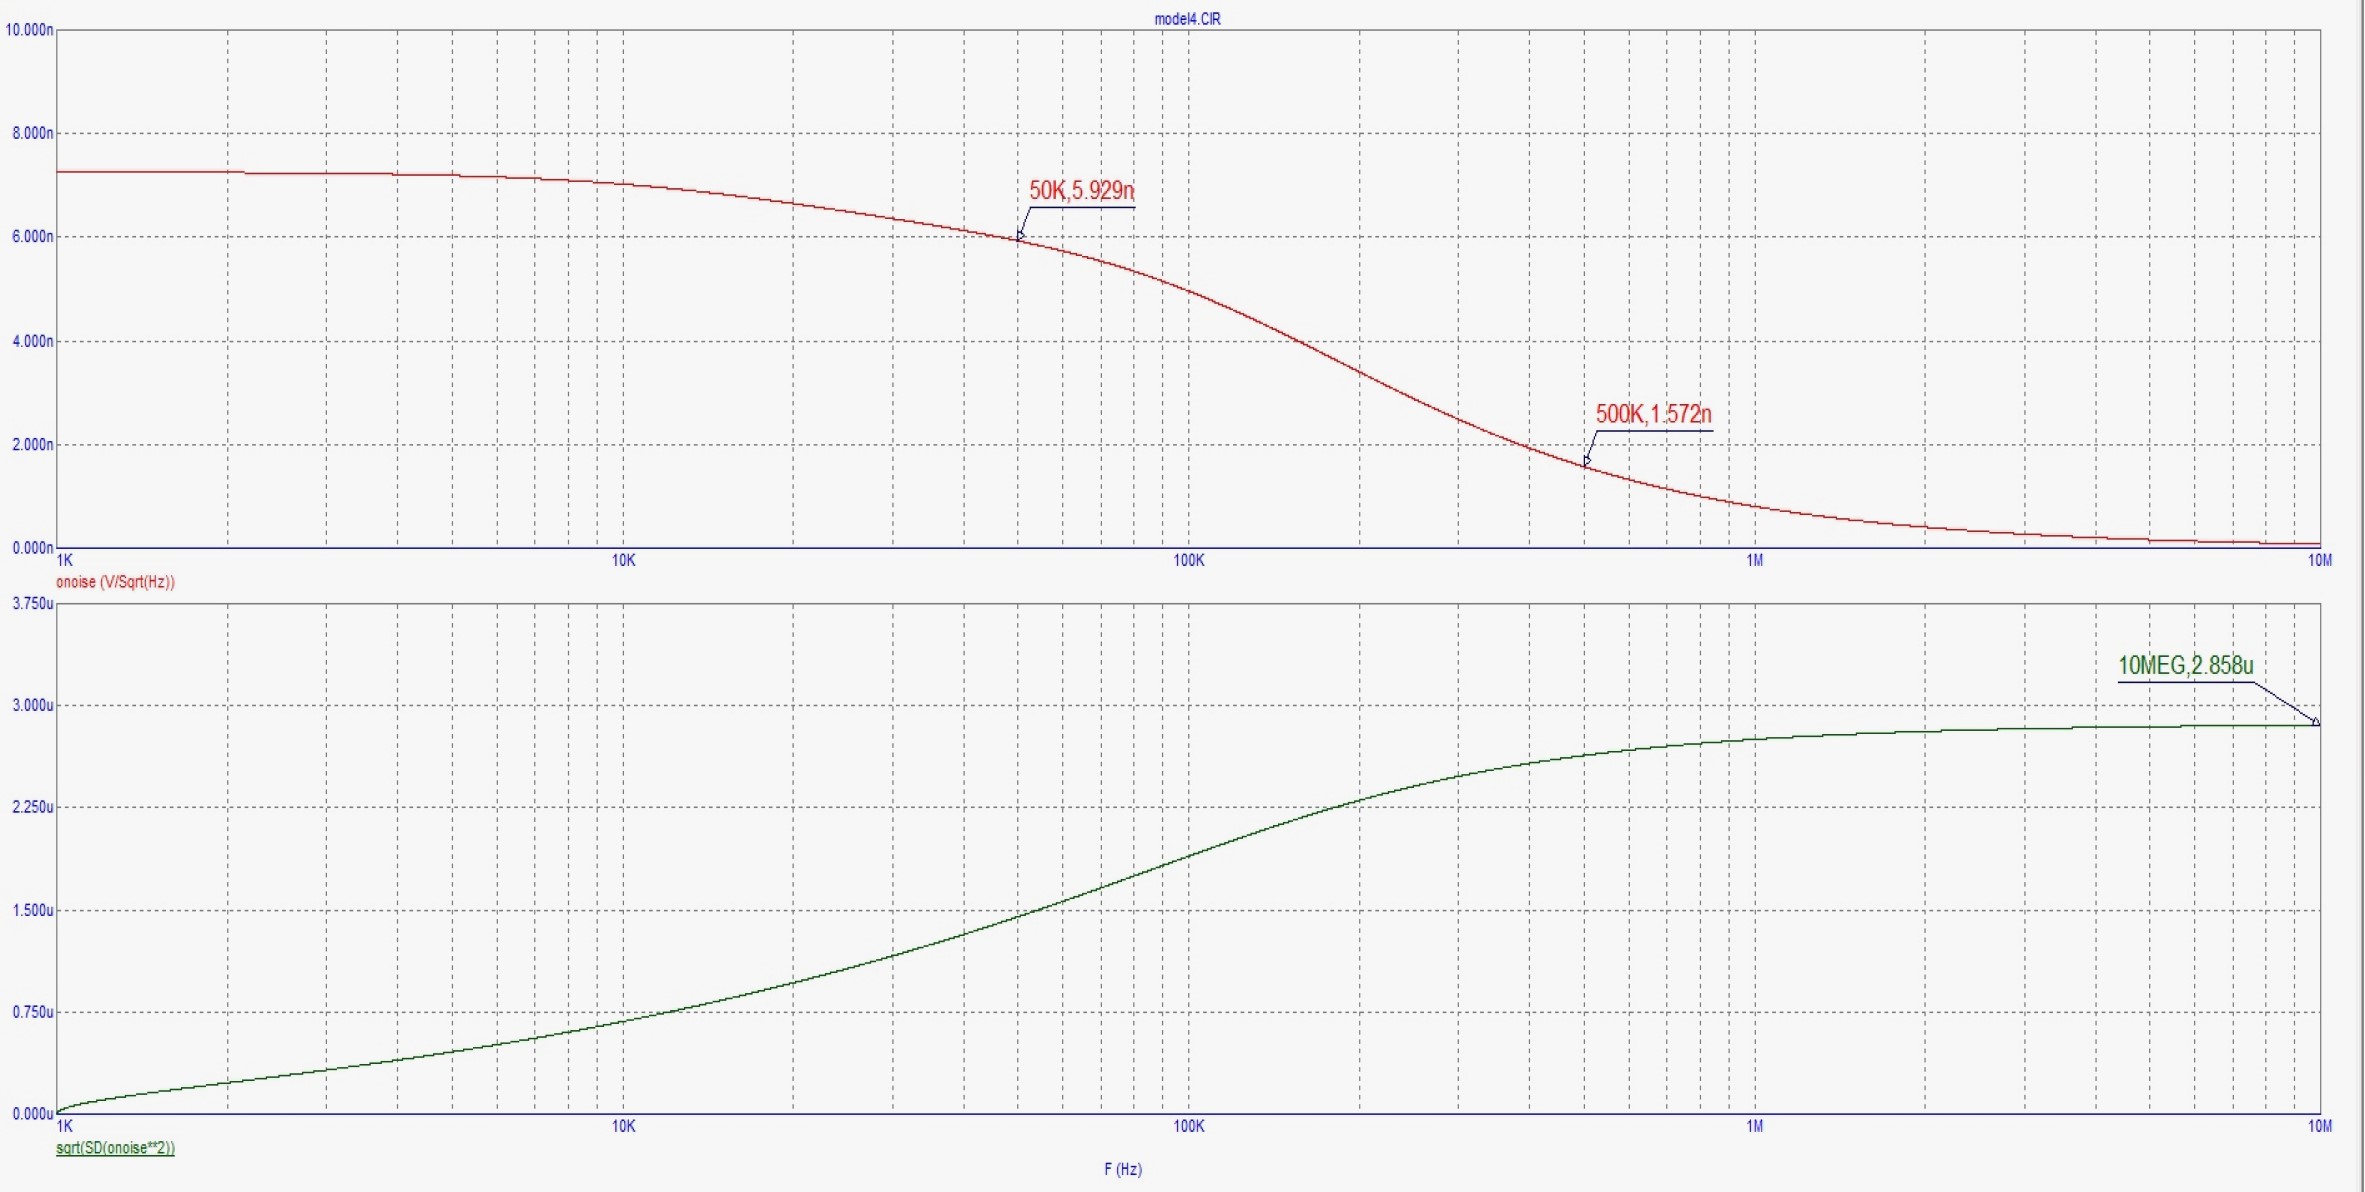 model4.CIR
10.000n
8.000n
6.000n
4.000n
2.000n
0.000n
50K,5.929n
500K,1.572n
1K 10K 100K 1M 10M
onoise (V/Sqrt(Hz))
3.750u
3.000u
2.250u
1.500u
0.750u
0.000u
10MEG,2.858u
1K 10K 100K 1M 10M
sqrt(SD(onoise**2))
F (Hz)